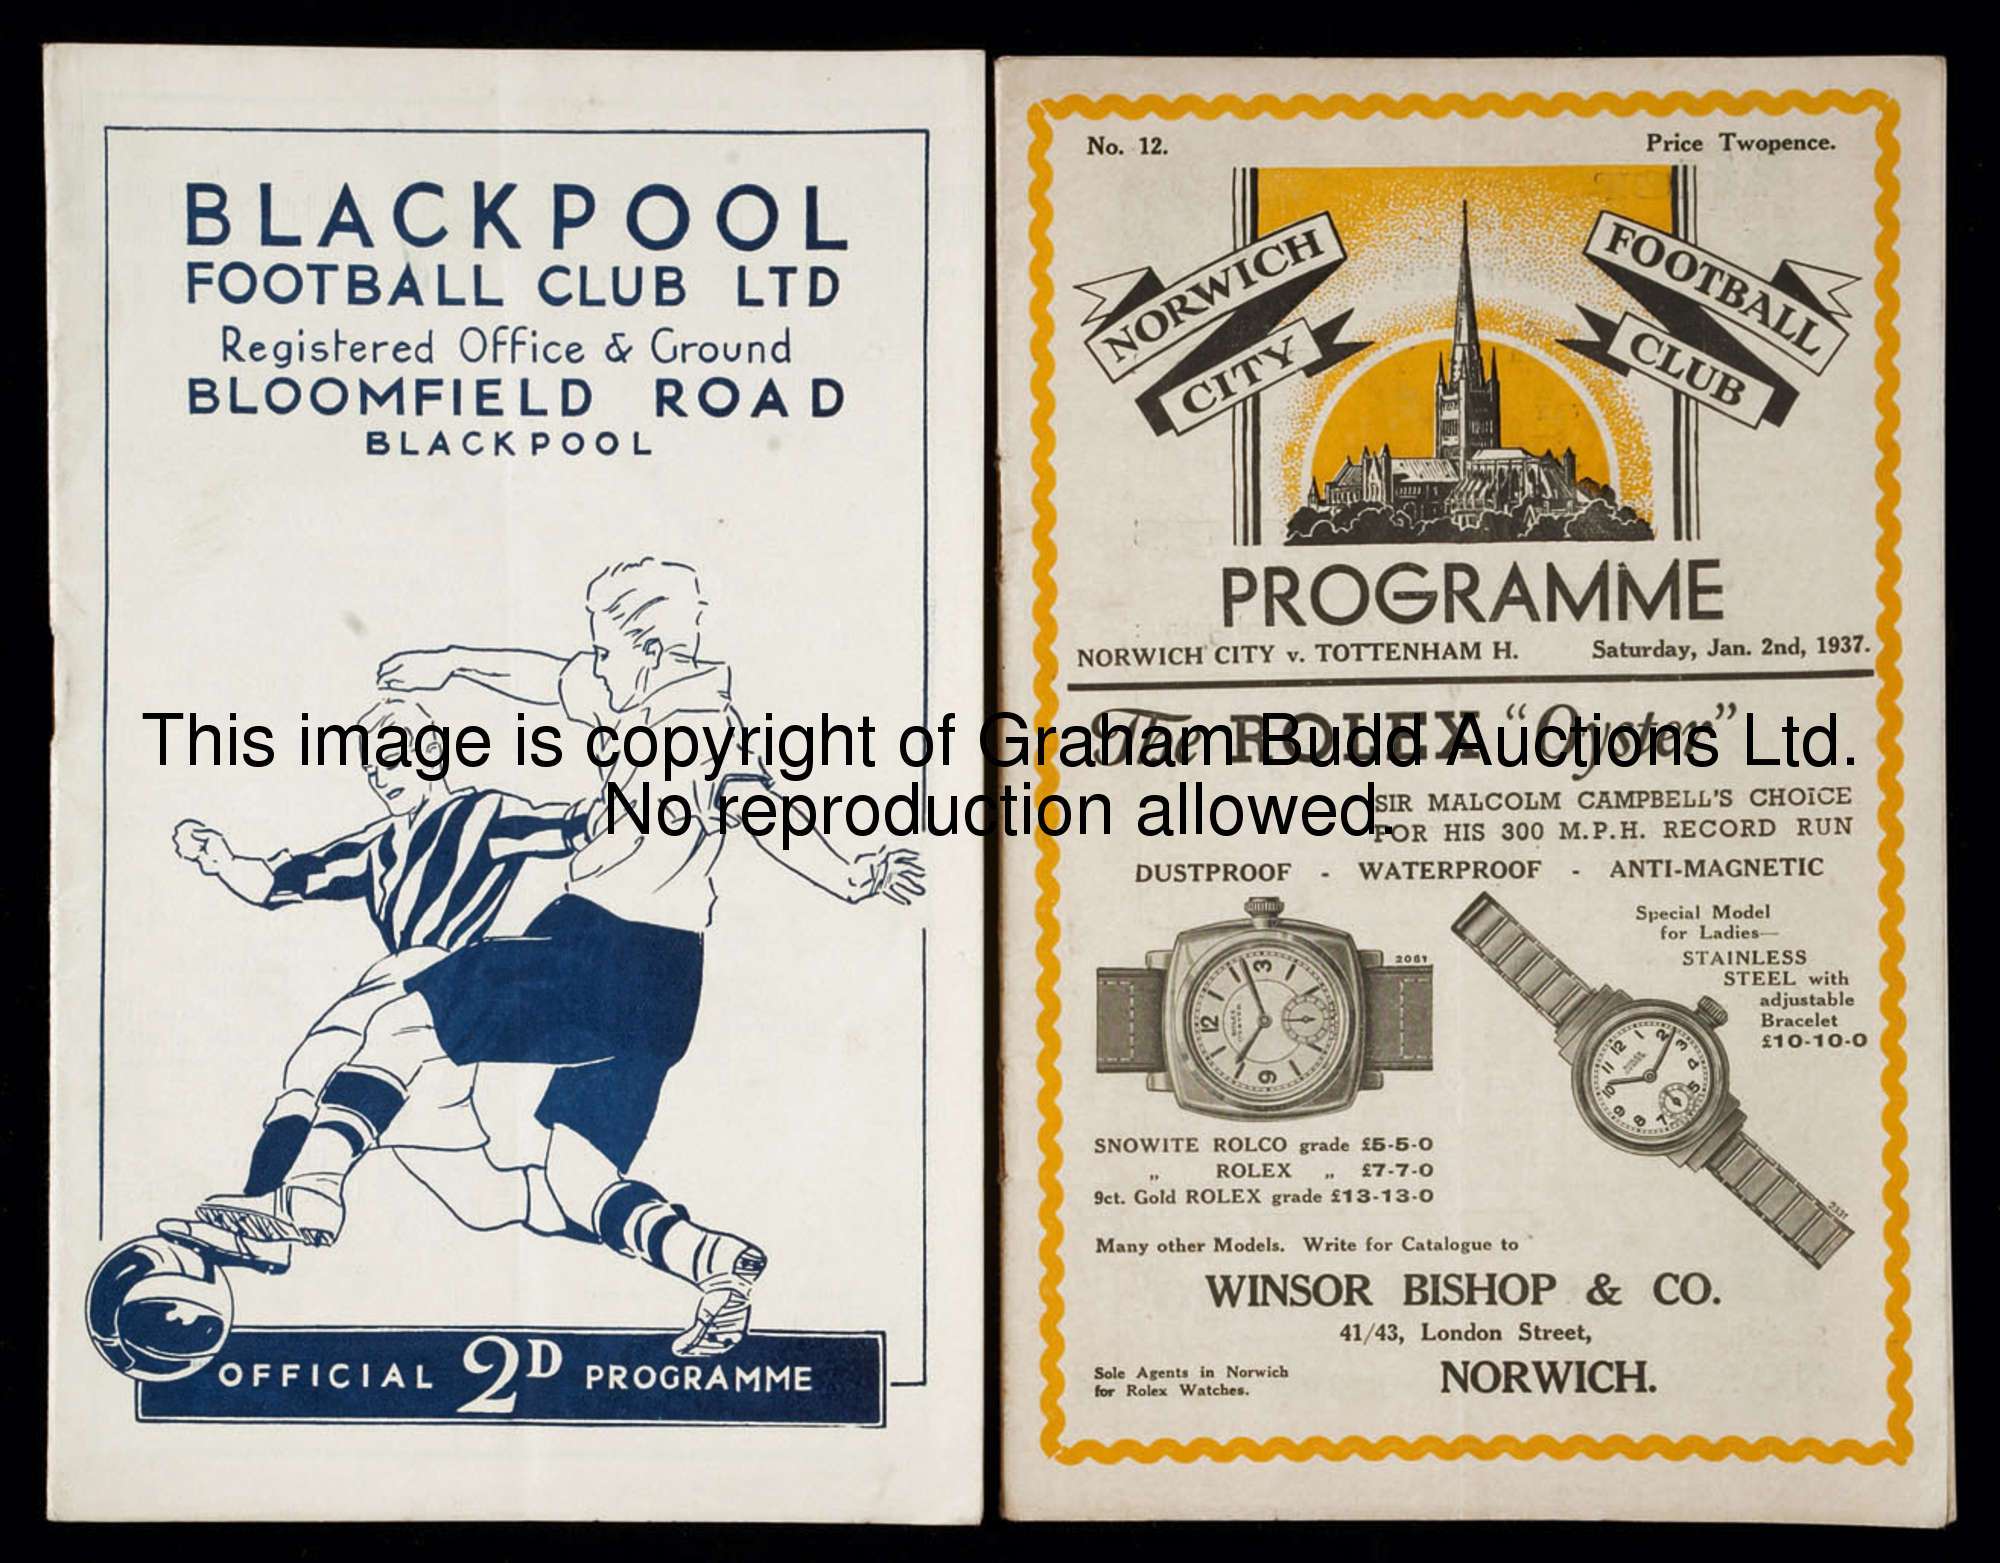 BLACKPOOL
FOOTBALL CLUB LTD
Registered Office & Ground
BLOOMFIELD ROAD
BLACKPOOL
OFFICIAL 2D PROGRAMME
No. 12.
Price Twopence.
NORWICH
CITY
FOOTBALL
CLUB
PROGRAMME
NORWICH CITY v. TOTTENHAM H.
Saturday, Jan. 2nd, 1937.
The ROLEX "Oyster"
This image is copyright of Graham Budd Auctions Ltd.
No reproduction allowed.
SIR MALCOLM CAMPBELL'S CHOICE
FOR HIS 300 M.P.H. RECORD RUN
DUSTPROOF - WATERPROOF - ANTI-MAGNETIC
2081
Special Model
for Ladies—
STAINLESS
STEEL with
adjustable
Bracelet
£10-10-0
2331
SNOWITE ROLCO grade £5-5-0
„ ROLEX „ £7-7-0
9ct. Gold ROLEX grade £13-13-0
Many other Models. Write for Catalogue to
WINSOR BISHOP & CO.
41/43, London Street,
Sole Agents in Norwich
for Rolex Watches.
NORWICH.